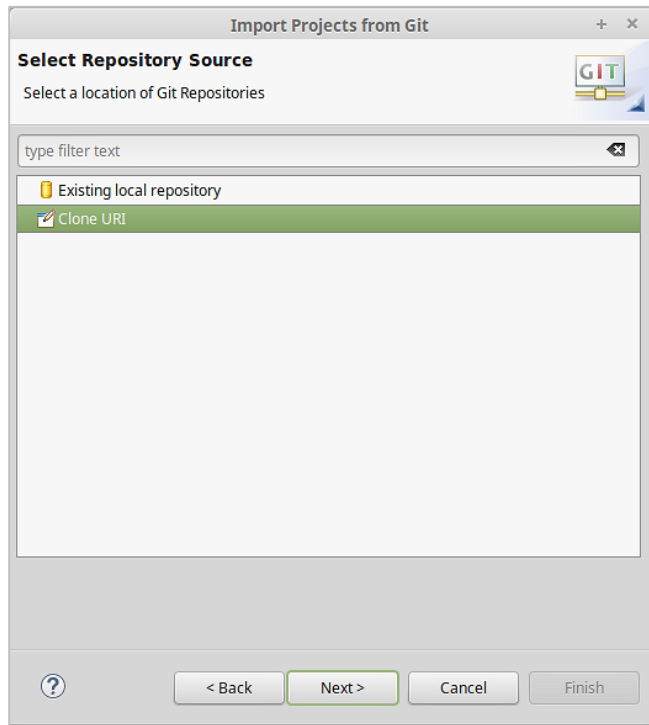 Import Projects from Git
Select Repository Source
Select a location of Git Repositories
GIT
type filter text
Existing local repository
Clone URI
?
< Back
Next >
Cancel
Finish